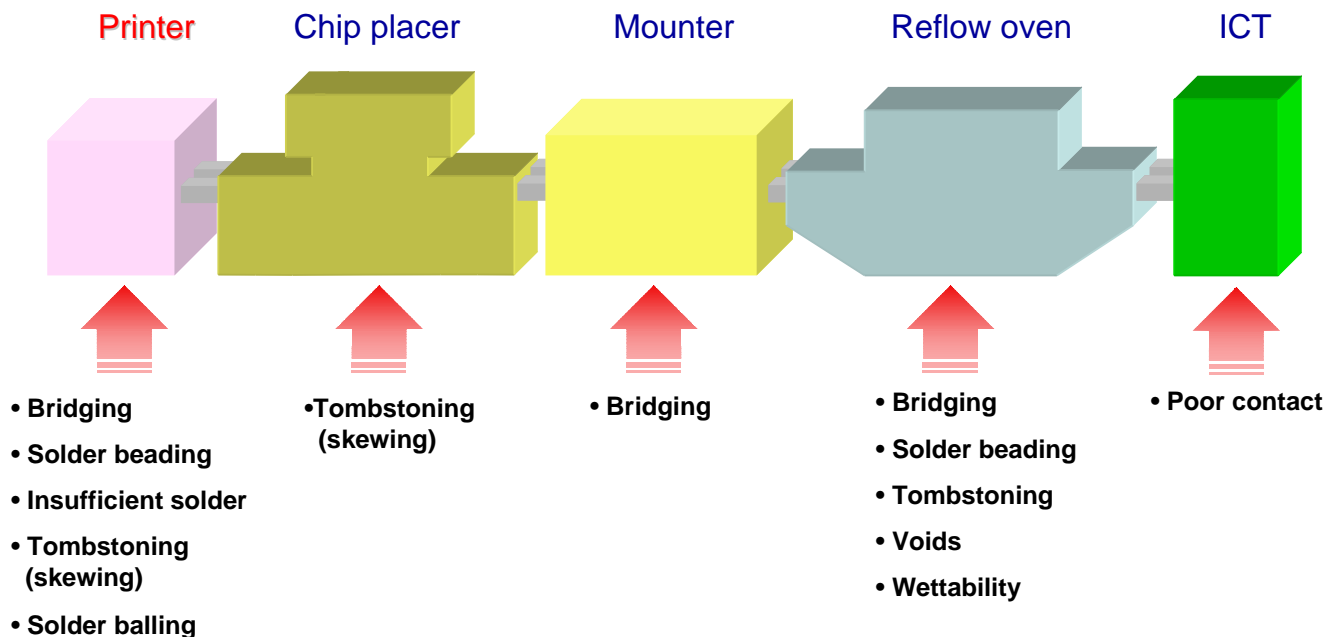 Printer
Chip placer
Mounter
Reflow oven
ICT
• Bridging
• Solder beading
• Insufficient solder
• Tombstoning
(skewing)
• Solder balling
•Tombstoning
(skewing)
• Bridging
• Bridging
• Solder beading
• Tombstoning
• Voids
• Wettability
• Poor contact